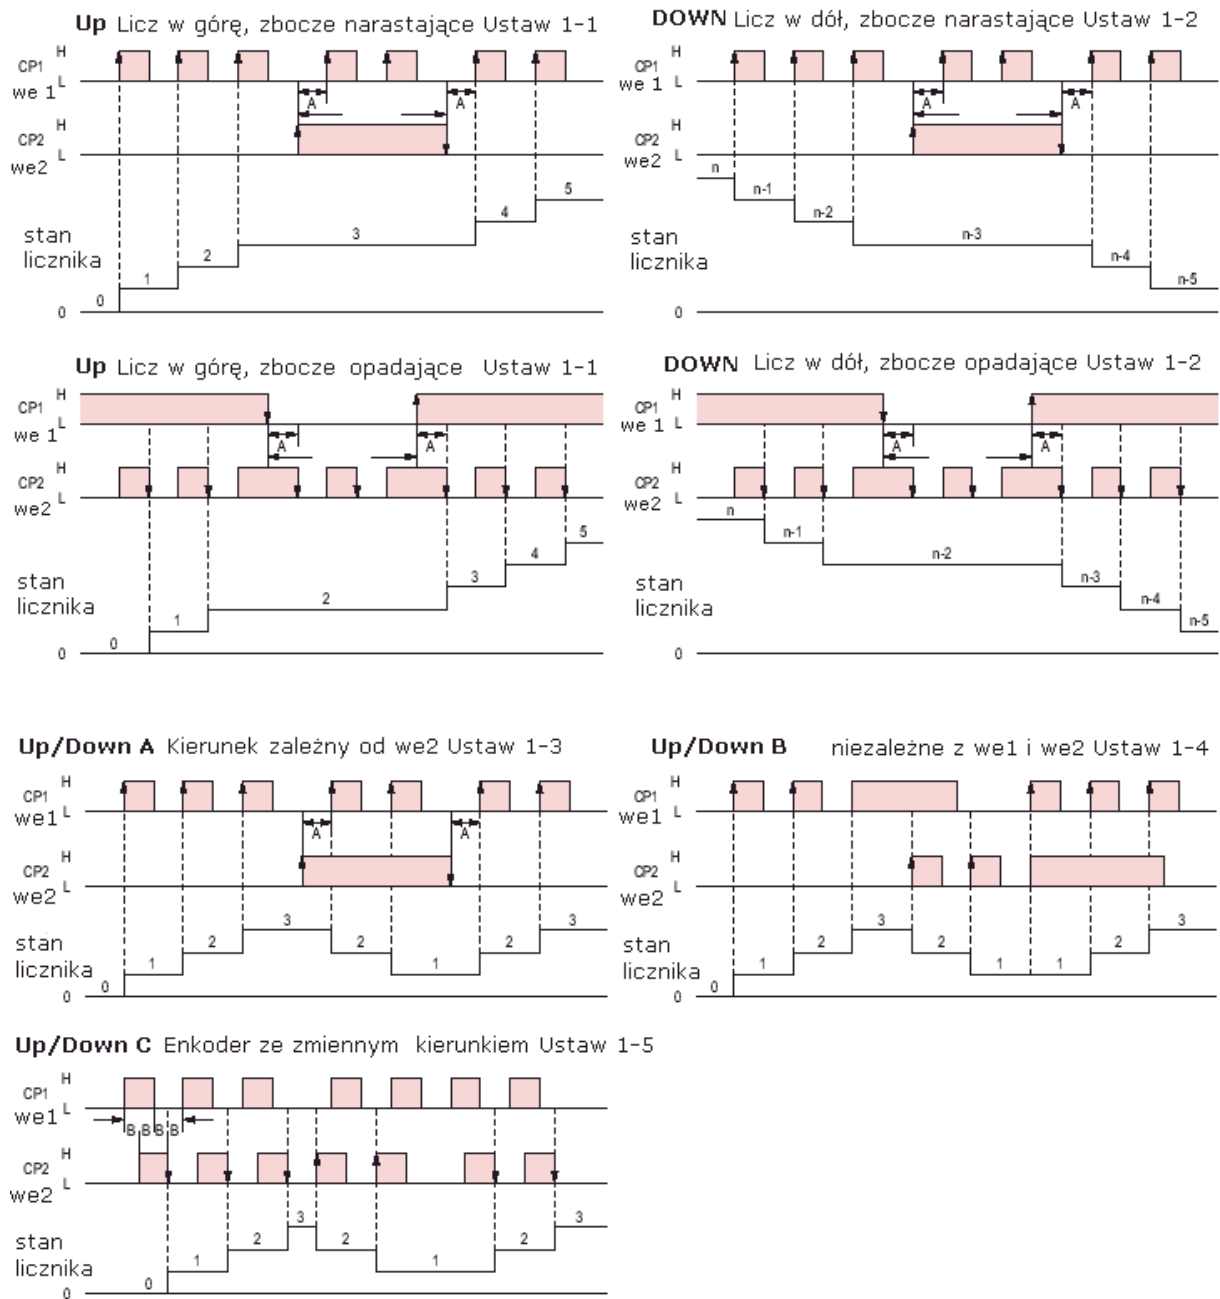 Up Licz w górę, zbocze narastające Ustaw 1-1
H
CP1
L
we 1
A A
H
CP2
L
we2
stan
licznika
0 1 2 3 4 5
0
DOWN Licz w dół, zbocze narastające Ustaw 1-2
H
CP1
L
we 1
A A
H
CP2
L
we2
n n-1 n-2 n-3 n-4 n-5
stan
licznika
0
Up Licz w górę, zbocze opadające Ustaw 1-1
H
CP1
L
we 1
A A
H
CP2
L
we2
stan
licznika
0 1 2 3 4 5
0
DOWN Licz w dół, zbocze opadające Ustaw 1-2
H
CP1
L
we 1
A A
H
CP2
L
we2
n n-1 n-2 n-3 n-4 n-5
stan
licznika
0
Up/Down A Kierunek zależny od we2 Ustaw 1-3
H
CP1
L
we1
A A
H
CP2
L
we2
stan
licznika
0 1 2 3 2 1 2 3
0
Up/Down B niezależne z we1 i we2 Ustaw 1-4
H
CP1
L
we1
H
CP2
L
we2
stan
licznika
0 1 2 3 2 1 1 2 3
0
Up/Down C Enkoder ze zmiennym kierunkiem Ustaw 1-5
H
CP1
L
we1
B B B B
H
CP2
L
we2
stan
licznika
0 1 2 3 2 1 2 3
0